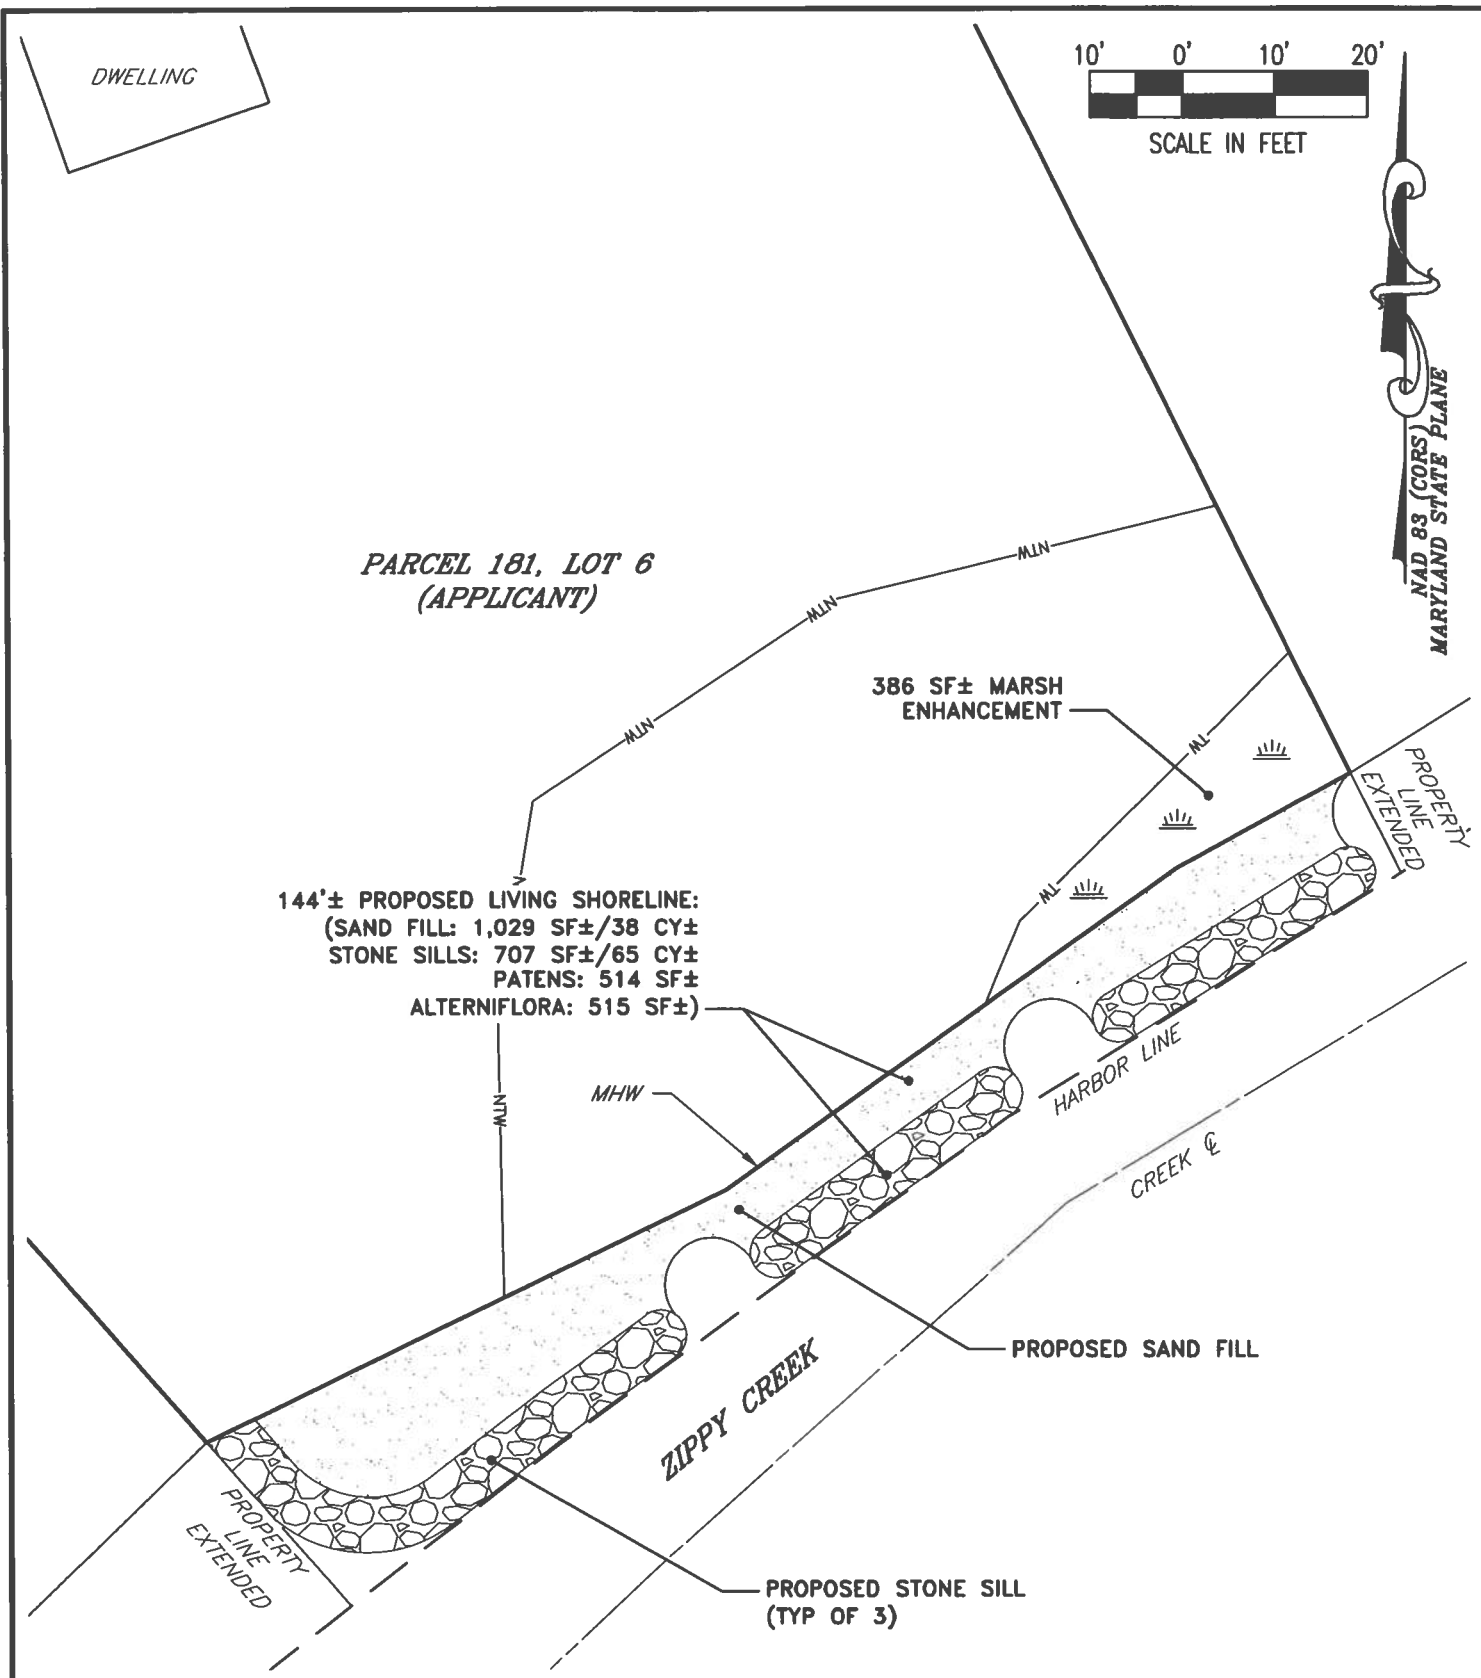 DWELLING
10' 0' 10' 20'
SCALE IN FEET
NAD 83 (CORS)
MARYLAND STATE PLANE
PARCEL 181, LOT 6
(APPLICANT)
NTW
NTW
NTW
386 SF± MARSH
ENHANCEMENT
TW
TW
PROPERTY
LINE
EXTENDED
144'± PROPOSED LIVING SHORELINE:
(SAND FILL: 1,029 SF±/38 CY±
STONE SILLS: 707 SF±/65 CY±
PATENS: 514 SF±
ALTERNIFLORA: 515 SF±)
MHW
NTW
HARBOR LINE
CREEK ℄
PROPOSED SAND FILL
ZIPPY CREEK
PROPERTY
LINE
EXTENDED
PROPOSED STONE SILL
(TYP OF 3)